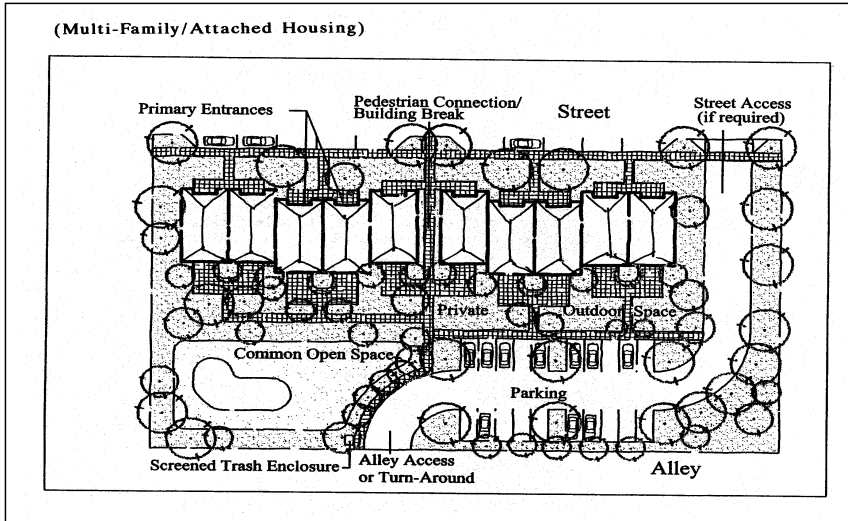 (Multi-Family/Attached Housing)
Primary Entrances
Pedestrian Connection/
Building Break
Street
Street Access
(if required)
Private
Outdoor Space
Common Open Space
Parking
Screened Trash Enclosure
Alley Access
or Turn-Around
Alley